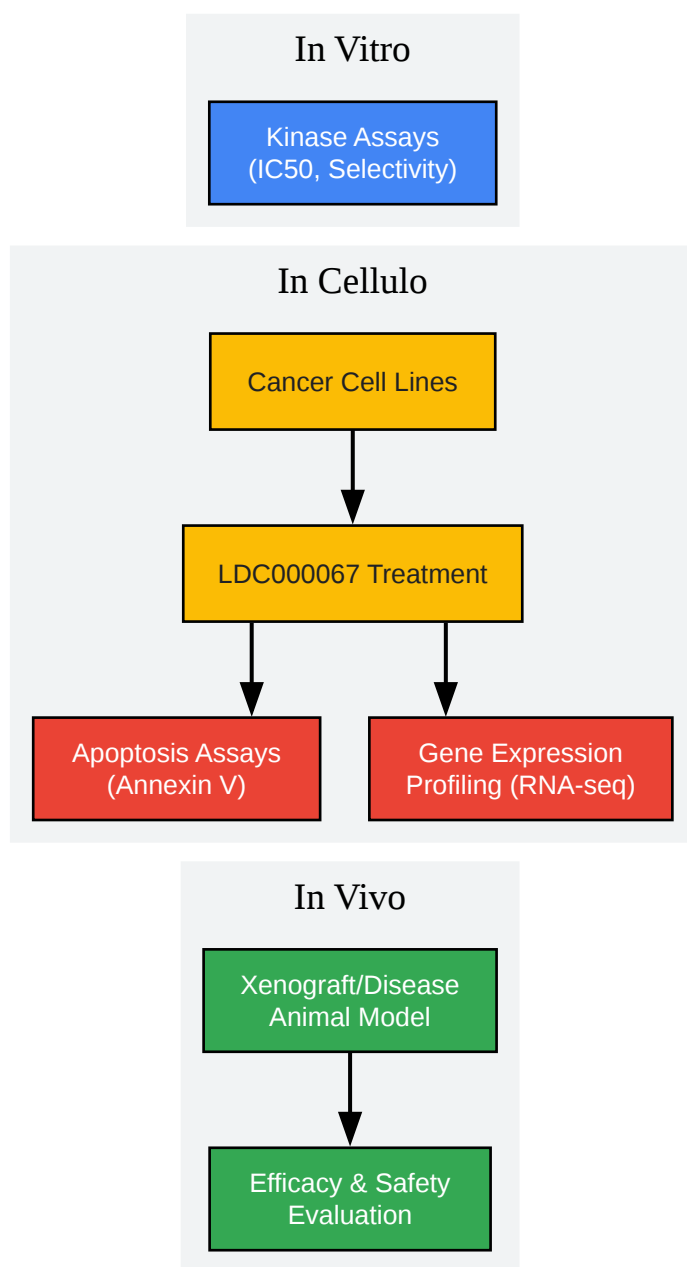 In Vitro
Kinase Assays
(IC50, Selectivity)
In Cellulo
Cancer Cell Lines
LDC000067 Treatment
Apoptosis Assays
(Annexin V)
Gene Expression
Profiling (RNA-seq)
In Vivo
Xenograft/Disease
Animal Model
Efficacy & Safety
Evaluation